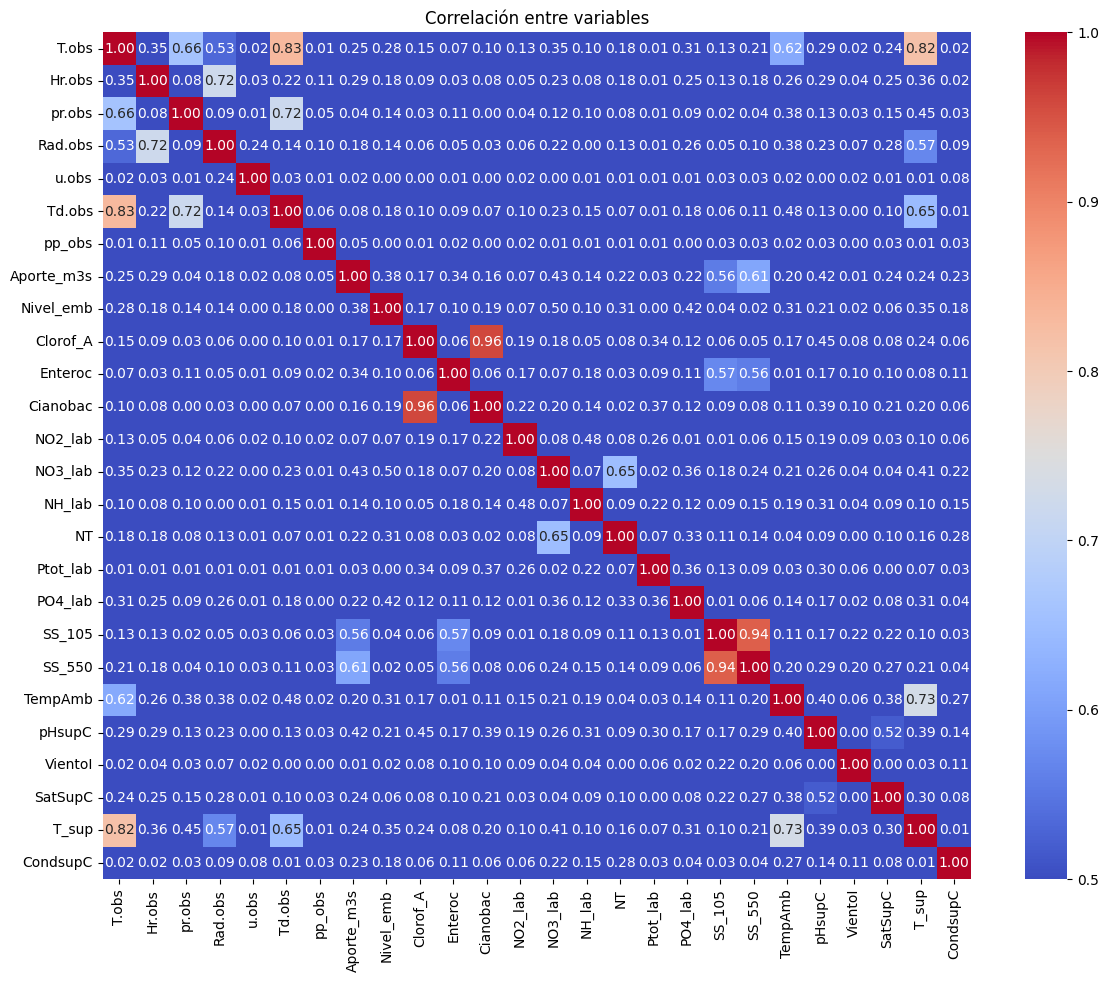 Correlación entre variables
T.obs 1.00 0.35 0.66 0.53 0.02 0.83 0.01 0.25 0.28 0.15 0.07 0.10 0.13 0.35 0.10 0.18 0.01 0.31 0.13 0.21 0.62 0.29 0.02 0.24 0.82 0.02
Hr.obs 0.35 1.00 0.08 0.72 0.03 0.22 0.11 0.29 0.18 0.09 0.03 0.08 0.05 0.23 0.08 0.18 0.01 0.25 0.13 0.18 0.26 0.29 0.04 0.25 0.36 0.02
pr.obs 0.66 0.08 1.00 0.09 0.01 0.72 0.05 0.04 0.14 0.03 0.11 0.00 0.04 0.12 0.10 0.08 0.01 0.09 0.02 0.04 0.38 0.13 0.03 0.15 0.45 0.03
Rad.obs 0.53 0.72 0.09 1.00 0.24 0.14 0.10 0.18 0.14 0.06 0.05 0.03 0.06 0.22 0.00 0.13 0.01 0.26 0.05 0.10 0.38 0.23 0.07 0.28 0.57 0.09
u.obs 0.02 0.03 0.01 0.24 1.00 0.03 0.01 0.02 0.00 0.00 0.01 0.00 0.02 0.00 0.01 0.01 0.01 0.01 0.03 0.03 0.02 0.00 0.02 0.01 0.01 0.08
Td.obs 0.83 0.22 0.72 0.14 0.03 1.00 0.06 0.08 0.18 0.10 0.09 0.07 0.10 0.23 0.15 0.07 0.01 0.18 0.06 0.11 0.48 0.13 0.00 0.10 0.65 0.01
pp_obs 0.01 0.11 0.05 0.10 0.01 0.06 1.00 0.05 0.00 0.01 0.02 0.00 0.02 0.01 0.01 0.01 0.01 0.00 0.03 0.03 0.02 0.03 0.00 0.03 0.01 0.03
Aporte_m3s 0.25 0.29 0.04 0.18 0.02 0.08 0.05 1.00 0.38 0.17 0.34 0.16 0.07 0.43 0.14 0.22 0.03 0.22 0.56 0.61 0.20 0.42 0.01 0.24 0.24 0.23
Nivel_emb 0.28 0.18 0.14 0.14 0.00 0.18 0.00 0.38 1.00 0.17 0.10 0.19 0.07 0.50 0.10 0.31 0.00 0.42 0.04 0.02 0.31 0.21 0.02 0.06 0.35 0.18
Clorof_A 0.15 0.09 0.03 0.06 0.00 0.10 0.01 0.17 0.17 1.00 0.06 0.96 0.19 0.18 0.05 0.08 0.34 0.12 0.06 0.05 0.17 0.45 0.08 0.08 0.24 0.06
Enteroc 0.07 0.03 0.11 0.05 0.01 0.09 0.02 0.34 0.10 0.06 1.00 0.06 0.17 0.07 0.18 0.03 0.09 0.11 0.57 0.56 0.01 0.17 0.10 0.10 0.08 0.11
Cianobac 0.10 0.08 0.00 0.03 0.00 0.07 0.00 0.16 0.19 0.96 0.06 1.00 0.22 0.20 0.14 0.02 0.37 0.12 0.09 0.08 0.11 0.39 0.10 0.21 0.20 0.06
NO2_lab 0.13 0.05 0.04 0.06 0.02 0.10 0.02 0.07 0.07 0.19 0.17 0.22 1.00 0.08 0.48 0.08 0.26 0.01 0.01 0.06 0.15 0.19 0.09 0.03 0.10 0.06
NO3_lab 0.35 0.23 0.12 0.22 0.00 0.23 0.01 0.43 0.50 0.18 0.07 0.20 0.08 1.00 0.07 0.65 0.02 0.36 0.18 0.24 0.21 0.26 0.04 0.04 0.41 0.22
NH_lab 0.10 0.08 0.10 0.00 0.01 0.15 0.01 0.14 0.10 0.05 0.18 0.14 0.48 0.07 1.00 0.09 0.22 0.12 0.09 0.15 0.19 0.31 0.04 0.09 0.10 0.15
NT 0.18 0.18 0.08 0.13 0.01 0.07 0.01 0.22 0.31 0.08 0.03 0.02 0.08 0.65 0.09 1.00 0.07 0.33 0.11 0.14 0.04 0.09 0.00 0.10 0.16 0.28
Ptot_lab 0.01 0.01 0.01 0.01 0.01 0.01 0.01 0.03 0.00 0.34 0.09 0.37 0.26 0.02 0.22 0.07 1.00 0.36 0.13 0.09 0.03 0.30 0.06 0.00 0.07 0.03
PO4_lab 0.31 0.25 0.09 0.26 0.01 0.18 0.00 0.22 0.42 0.12 0.11 0.12 0.01 0.36 0.12 0.33 0.36 1.00 0.01 0.06 0.14 0.17 0.02 0.08 0.31 0.04
SS_105 0.13 0.13 0.02 0.05 0.03 0.06 0.03 0.56 0.04 0.06 0.57 0.09 0.01 0.18 0.09 0.11 0.13 0.01 1.00 0.94 0.11 0.17 0.22 0.22 0.10 0.03
SS_550 0.21 0.18 0.04 0.10 0.03 0.11 0.03 0.61 0.02 0.05 0.56 0.08 0.06 0.24 0.15 0.14 0.09 0.06 0.94 1.00 0.20 0.29 0.20 0.27 0.21 0.04
TempAmb 0.62 0.26 0.38 0.38 0.02 0.48 0.02 0.20 0.31 0.17 0.01 0.11 0.15 0.21 0.19 0.04 0.03 0.14 0.11 0.20 1.00 0.40 0.06 0.38 0.73 0.27
pHsupC 0.29 0.29 0.13 0.23 0.00 0.13 0.03 0.42 0.21 0.45 0.17 0.39 0.19 0.26 0.31 0.09 0.30 0.17 0.17 0.29 0.40 1.00 0.00 0.52 0.39 0.14
VientoI 0.02 0.04 0.03 0.07 0.02 0.00 0.00 0.01 0.02 0.08 0.10 0.10 0.09 0.04 0.04 0.00 0.06 0.02 0.22 0.20 0.06 0.00 1.00 0.00 0.03 0.11
SatSupC 0.24 0.25 0.15 0.28 0.01 0.10 0.03 0.24 0.06 0.08 0.10 0.21 0.03 0.04 0.09 0.10 0.00 0.08 0.22 0.27 0.38 0.52 0.00 1.00 0.30 0.08
T_sup 0.82 0.36 0.45 0.57 0.01 0.65 0.01 0.24 0.35 0.24 0.08 0.20 0.10 0.41 0.10 0.16 0.07 0.31 0.10 0.21 0.73 0.39 0.03 0.30 1.00 0.01
CondsupC 0.02 0.02 0.03 0.09 0.08 0.01 0.03 0.23 0.18 0.06 0.11 0.06 0.06 0.22 0.15 0.28 0.03 0.04 0.03 0.04 0.27 0.14 0.11 0.08 0.01 1.00
T.obs Hr.obs pr.obs Rad.obs u.obs Td.obs pp_obs Aporte_m3s Nivel_emb Clorof_A Enteroc Cianobac NO2_lab NO3_lab NH_lab NT Ptot_lab PO4_lab SS_105 SS_550 TempAmb pHsupC VientoI SatSupC T_sup CondsupC
1.0
0.9
0.8
0.7
0.6
0.5